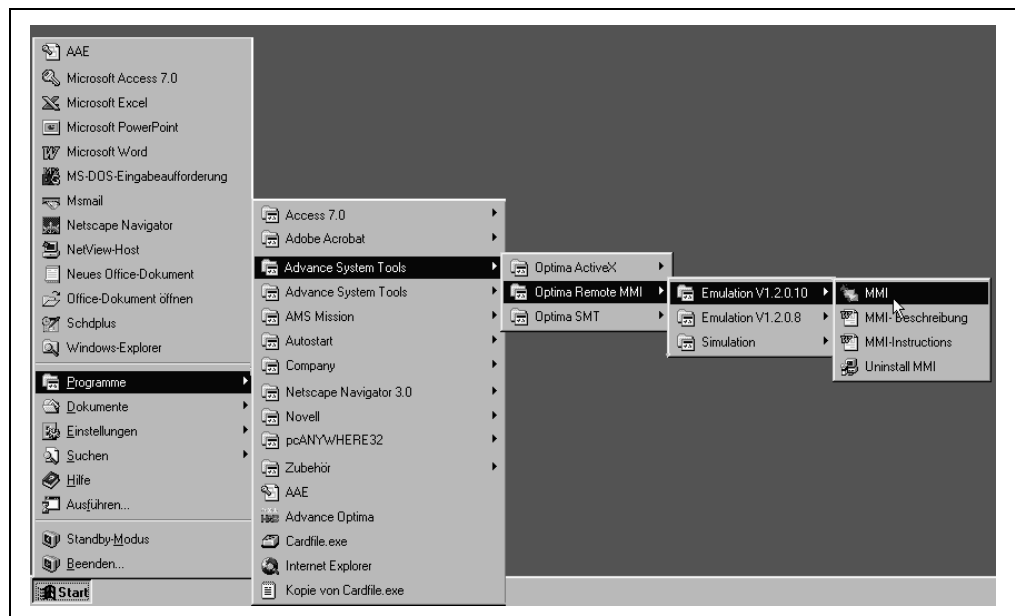 AAE
Microsoft Access 7.0
Microsoft Excel
Microsoft PowerPoint
Microsoft Word
MS-DOS-Eingabeaufforderung
Msmail
Netscape Navigator
NetView-Host
Neues Office-Dokument
Office-Dokument öffnen
Schdplus
Windows-Explorer
Programme
Dokumente
Einstellungen
Suchen
Hilfe
Ausführen...
Standby-Modus
Beenden...
Start
Access 7.0
Adobe Acrobat
Advance System Tools
Advance System Tools
AMS Mission
Autostart
Company
Netscape Navigator 3.0
Novell
pcANYWHERE32
Zubehör
AAE
Advance Optima
Cardfile.exe
Internet Explorer
Kopie von Cardfile.exe
Optima ActiveX
Optima Remote MMI
Optima SMT
Emulation V1.2.0.10
Emulation V1.2.0.8
Simulation
MMI
MMI-Beschreibung
MMI-Instructions
Uninstall MMI